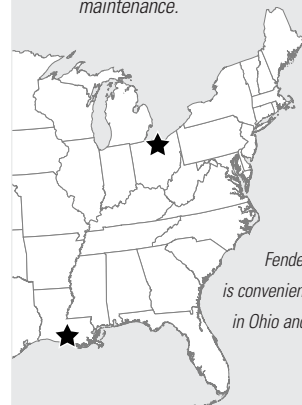 maintenance.
Fende
is convenien
in Ohio and